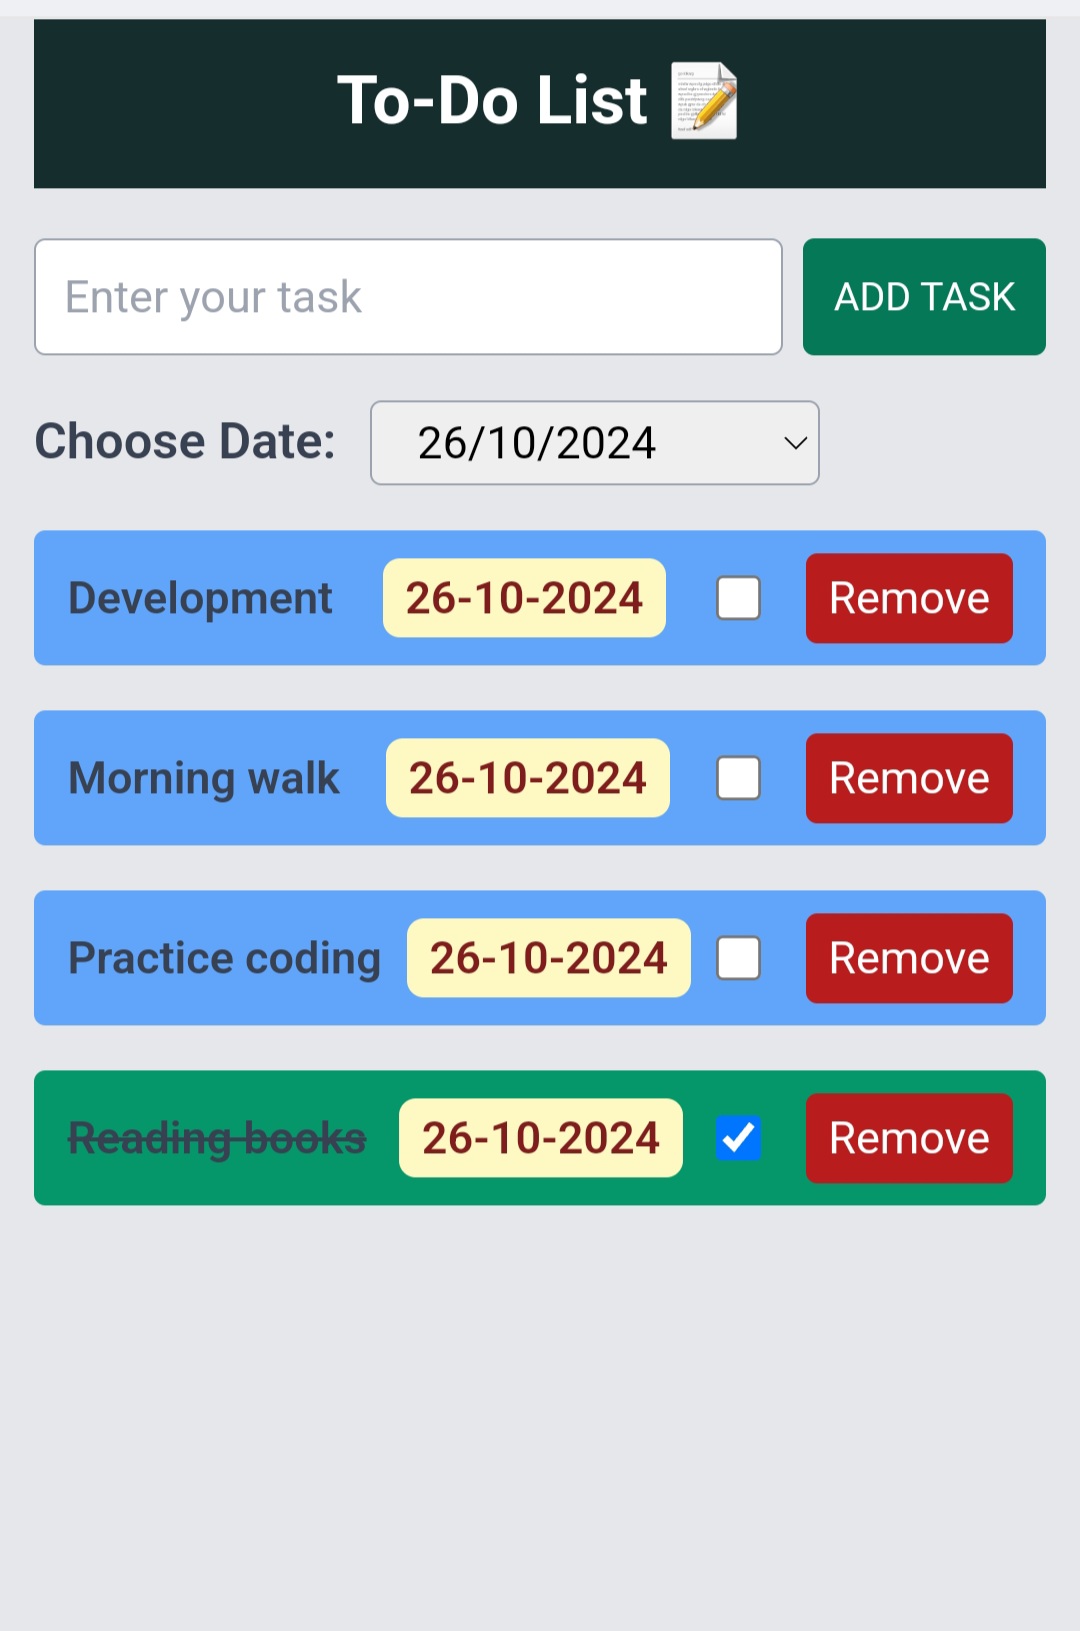 To-Do List
Enter your task
ADD TASK
Choose Date: 26/10/2024
Development 26-10-2024 Remove
Morning walk 26-10-2024 Remove
Practice coding 26-10-2024 Remove
Reading books 26-10-2024 Remove